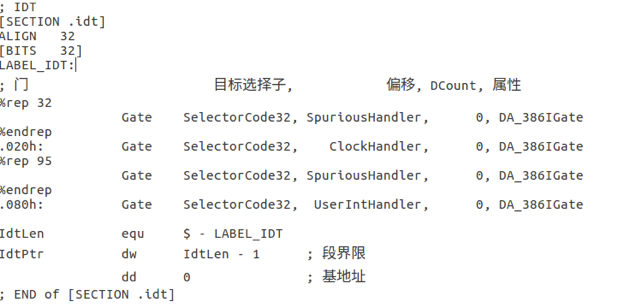 ; IDT
[SECTION .idt]
ALIGN   32
[BITS   32]
LABEL_IDT:
; 门                        目标选择子,            偏移, DCount, 属性
%rep 32
                Gate    SelectorCode32, SpuriousHandler,      0, DA_386IGate
%endrep
.020h:          Gate    SelectorCode32,    ClockHandler,      0, DA_386IGate
%rep 95
                Gate    SelectorCode32, SpuriousHandler,      0, DA_386IGate
%endrep
.080h:          Gate    SelectorCode32,  UserIntHandler,      0, DA_386IGate
IdtLen          equ     $ - LABEL_IDT
IdtPtr          dw      IdtLen - 1      ; 段界限
                dd      0               ; 基地址
; END of [SECTION .idt]